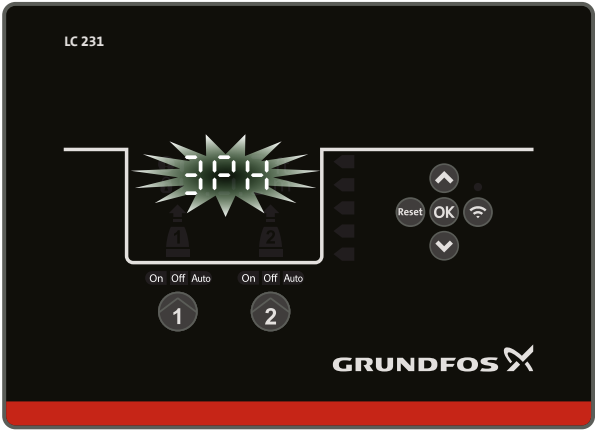 LC 231
3PH
1 2
Reset OK
On Off Auto On Off Auto
1 2
GRUNDFOS